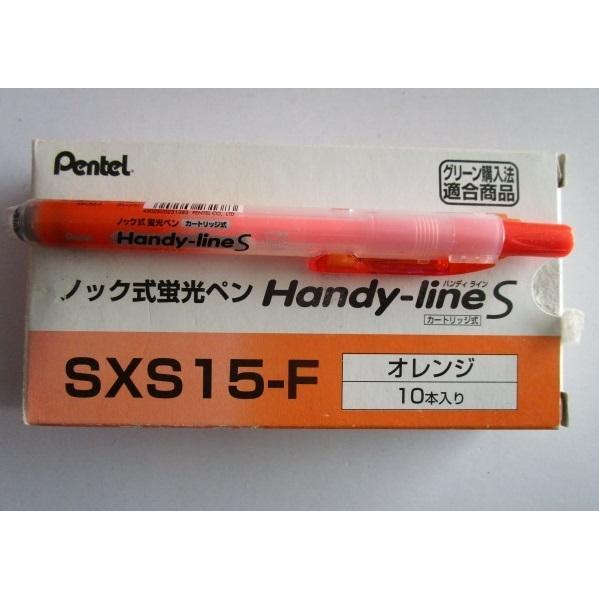 Pentel
グリーン購入法
適合商品
PENTEL CO., LTD
ノック式 蛍光ペン カートリッジ式
Handy-line S
ハンディ ライン
ノック式蛍光ペン Handy-line S
カートリッジ式
SXS15-F
オレンジ
10本入り